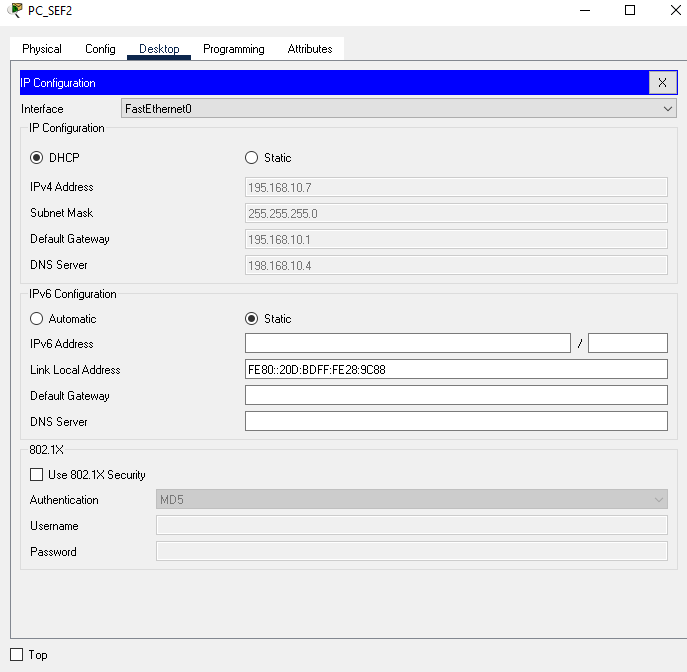 PC_SEF2
Physical Config Desktop Programming Attributes
IP Configuration X
Interface FastEthernet0
IP Configuration
DHCP Static
IPv4 Address 195.168.10.7
Subnet Mask 255.255.255.0
Default Gateway 195.168.10.1
DNS Server 198.168.10.4
IPv6 Configuration
Automatic Static
IPv6 Address /
Link Local Address FE80::20D:BDFF:FE28:9C88
Default Gateway
DNS Server
802.1X
Use 802.1X Security
Authentication MD5
Username
Password
Top